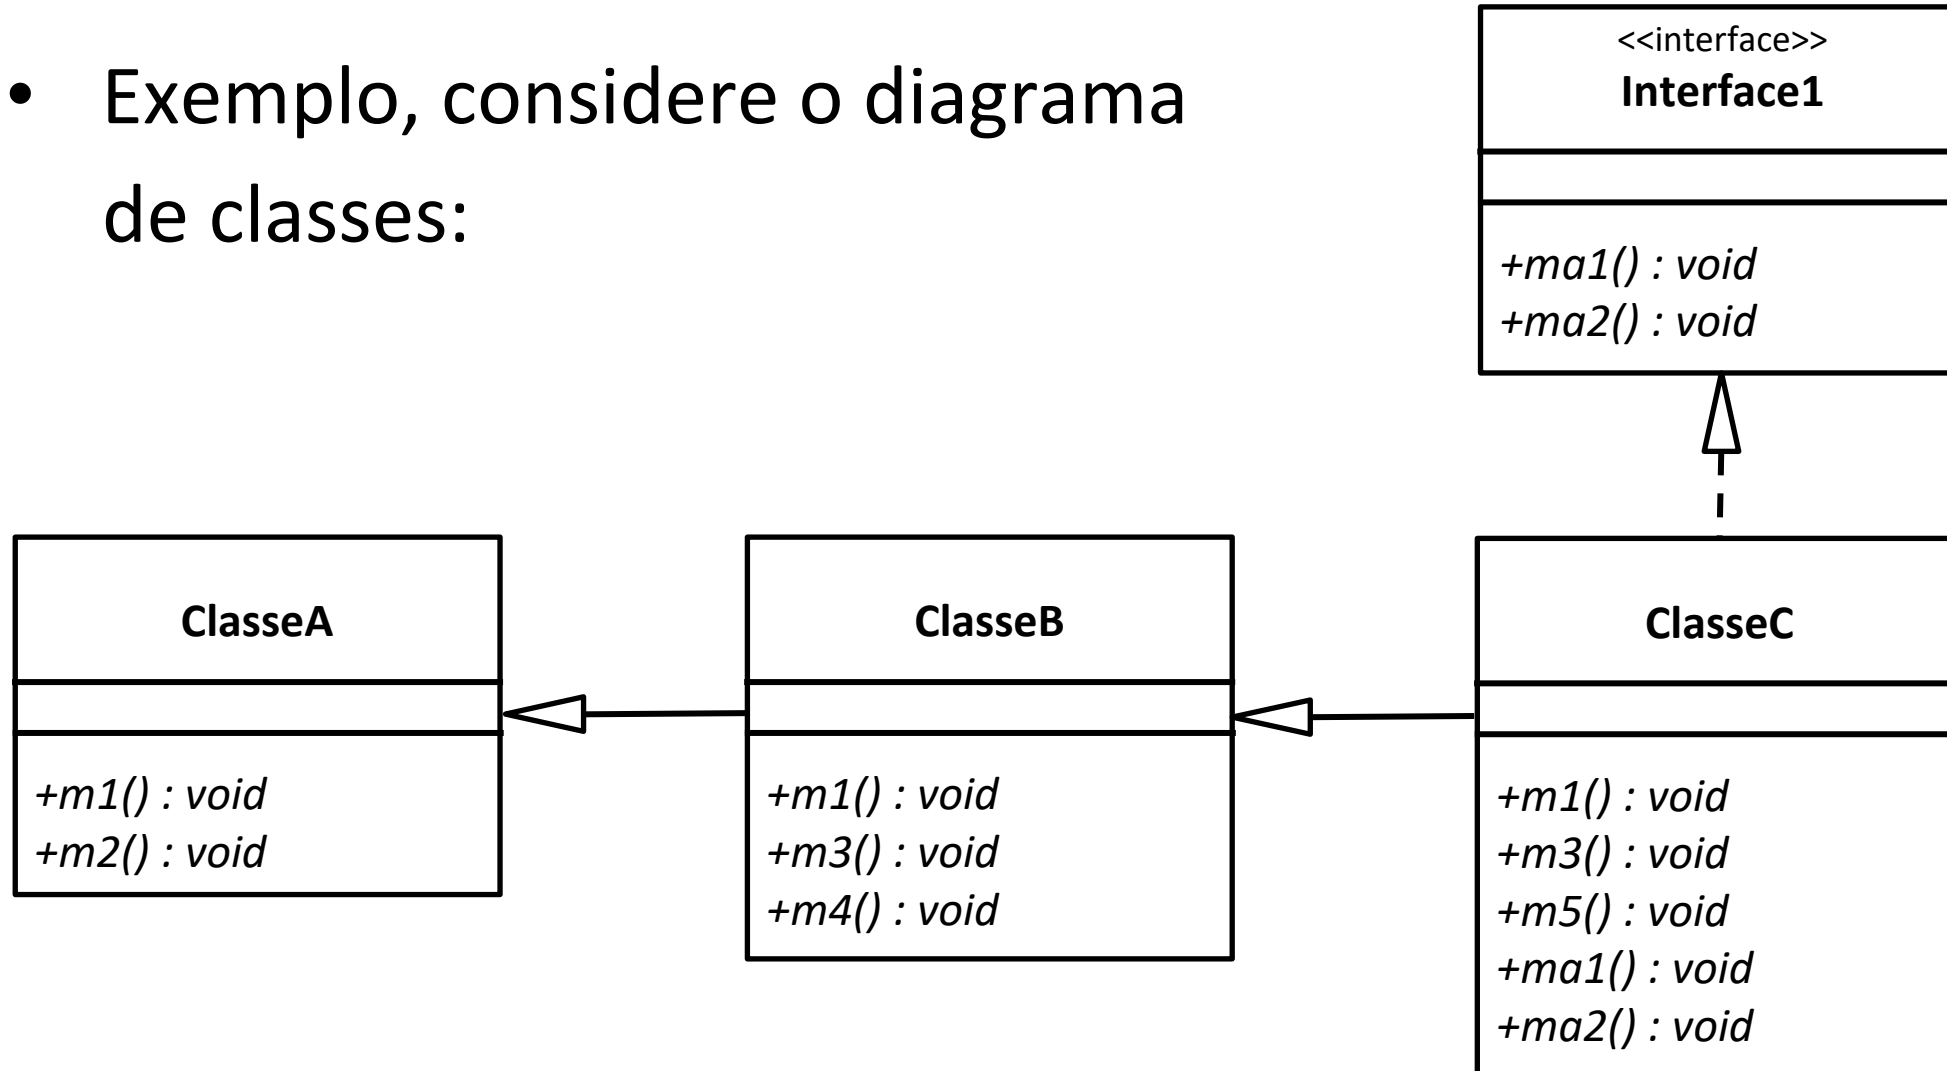 • Exemplo, considere o diagrama
de classes:
<<interface>>
Interface1
+ma1() : void
+ma2() : void
ClasseA
+m1() : void
+m2() : void
ClasseB
+m1() : void
+m3() : void
+m4() : void
ClasseC
+m1() : void
+m3() : void
+m5() : void
+ma1() : void
+ma2() : void